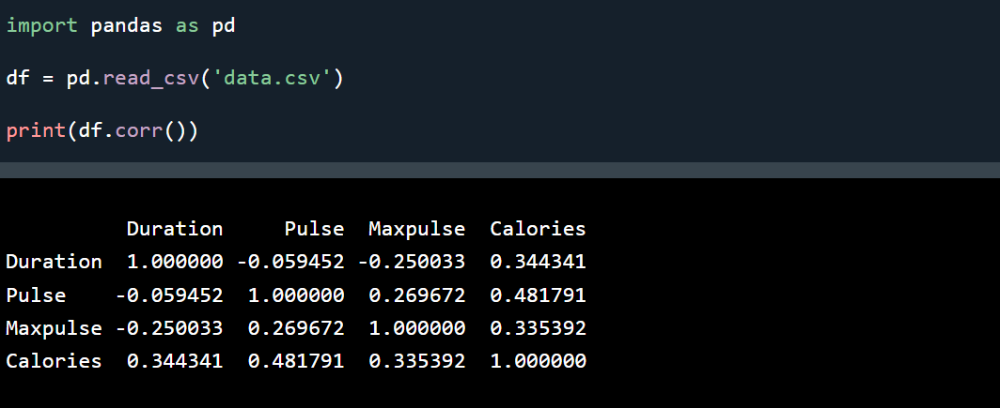 import pandas as pd
df = pd.read_csv('data.csv')
print(df.corr())
Duration Pulse Maxpulse Calories
Duration 1.000000 -0.059452 -0.250033 0.344341
Pulse -0.059452 1.000000 0.269672 0.481791
Maxpulse -0.250033 0.269672 1.000000 0.335392
Calories 0.344341 0.481791 0.335392 1.000000